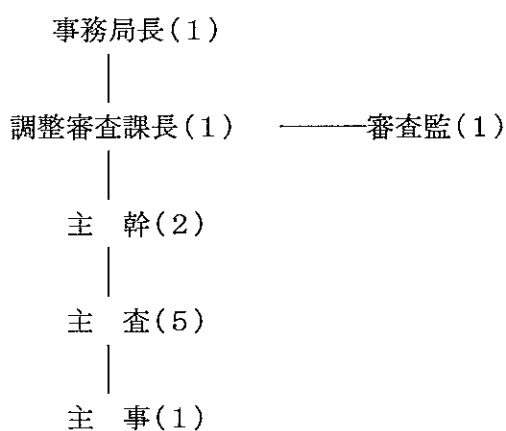 事務局長(1)
調整審査課長(1) 審査監(1)
主 幹(2)
主 査(5)
主 事(1)